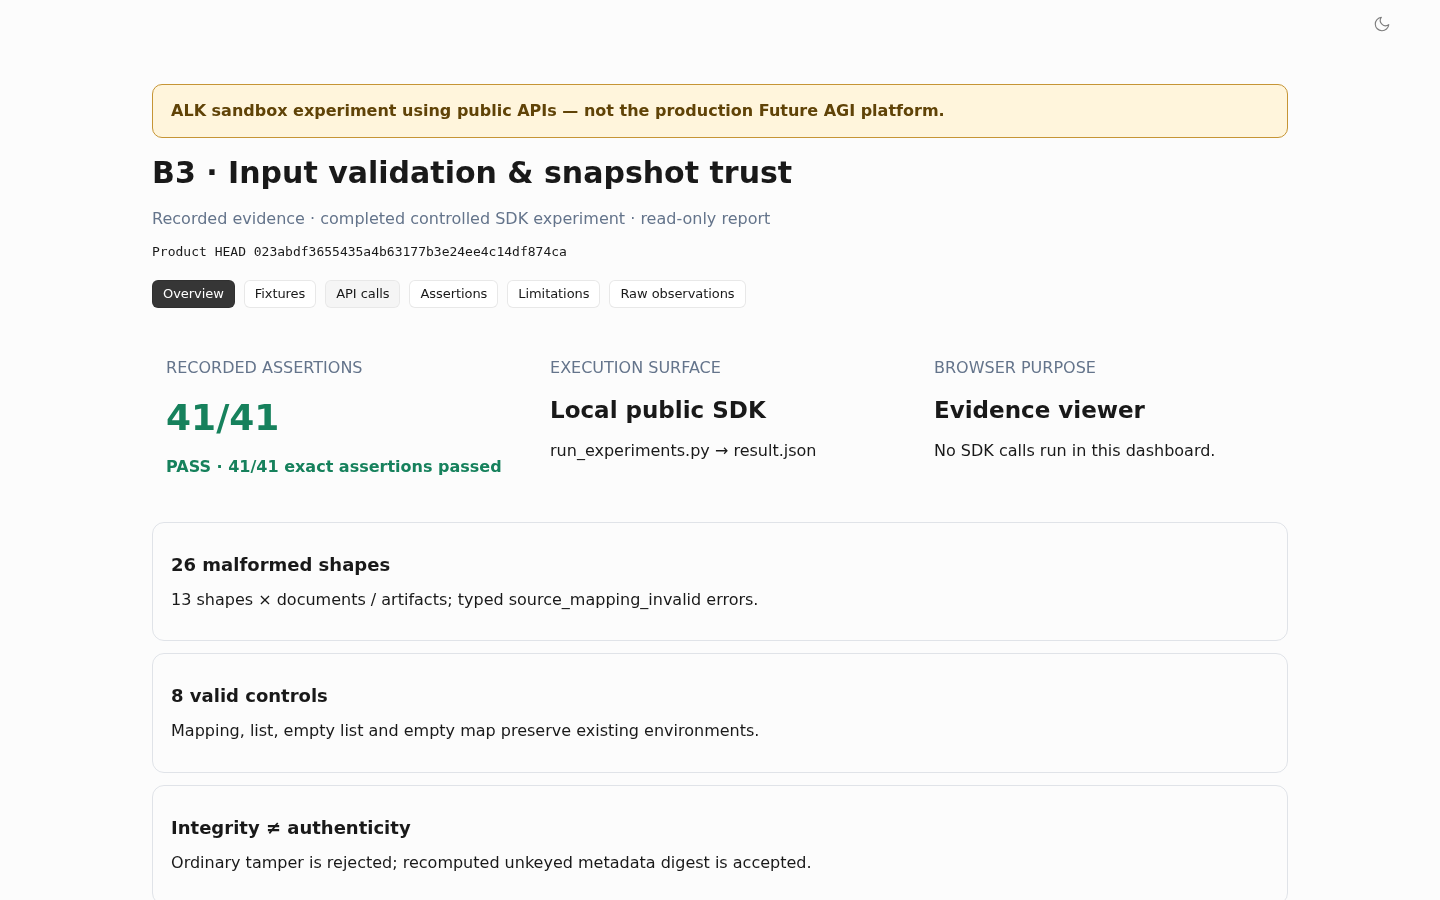 ALK sandbox experiment using public APIs — not the production Future AGI platform.
B3 · Input validation & snapshot trust
Recorded evidence · completed controlled SDK experiment · read-only report
Product HEAD 023abdf3655435a4b63177b3e24ee4c14df874ca
Overview
Fixtures
API calls
Assertions
Limitations
Raw observations
RECORDED ASSERTIONS
41/41
PASS · 41/41 exact assertions passed
EXECUTION SURFACE
Local public SDK
run_experiments.py → result.json
BROWSER PURPOSE
Evidence viewer
No SDK calls run in this dashboard.
26 malformed shapes
13 shapes × documents / artifacts; typed source_mapping_invalid errors.
8 valid controls
Mapping, list, empty list and empty map preserve existing environments.
Integrity ≠ authenticity
Ordinary tamper is rejected; recomputed unkeyed metadata digest is accepted.